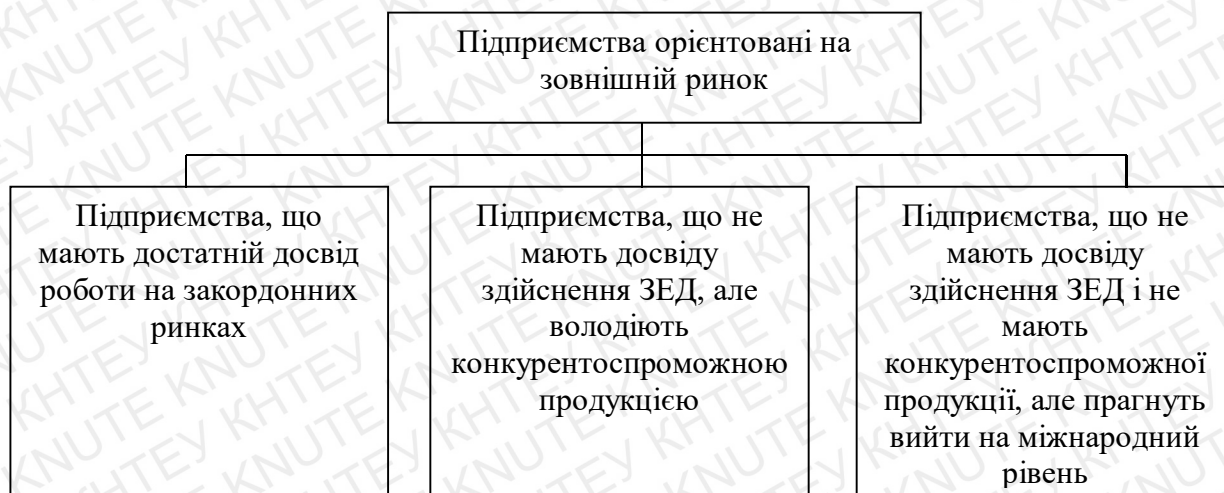 Підприємства орієнтовані на
зовнішній ринок
Підприємства, що
мають достатній досвід
роботи на закордонних
ринках
Підприємства, що не
мають досвіду
здійснення ЗЕД, але
володіють
конкурентоспроможною
продукцією
Підприємства, що не
мають досвіду
здійснення ЗЕД і не
мають
конкурентоспроможної
продукції, але прагнуть
вийти на міжнародний
рівень